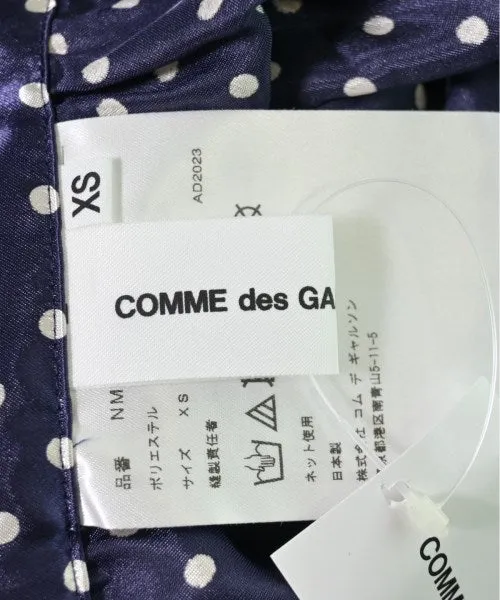 XS
AD2023
COMME des GA
品番 NM
ポリエステル
サイズ XS
縫製責任者
ネット使用
日本製
株式会社 コム デ ギャルソン
都港区南青山5-11-5
COMM